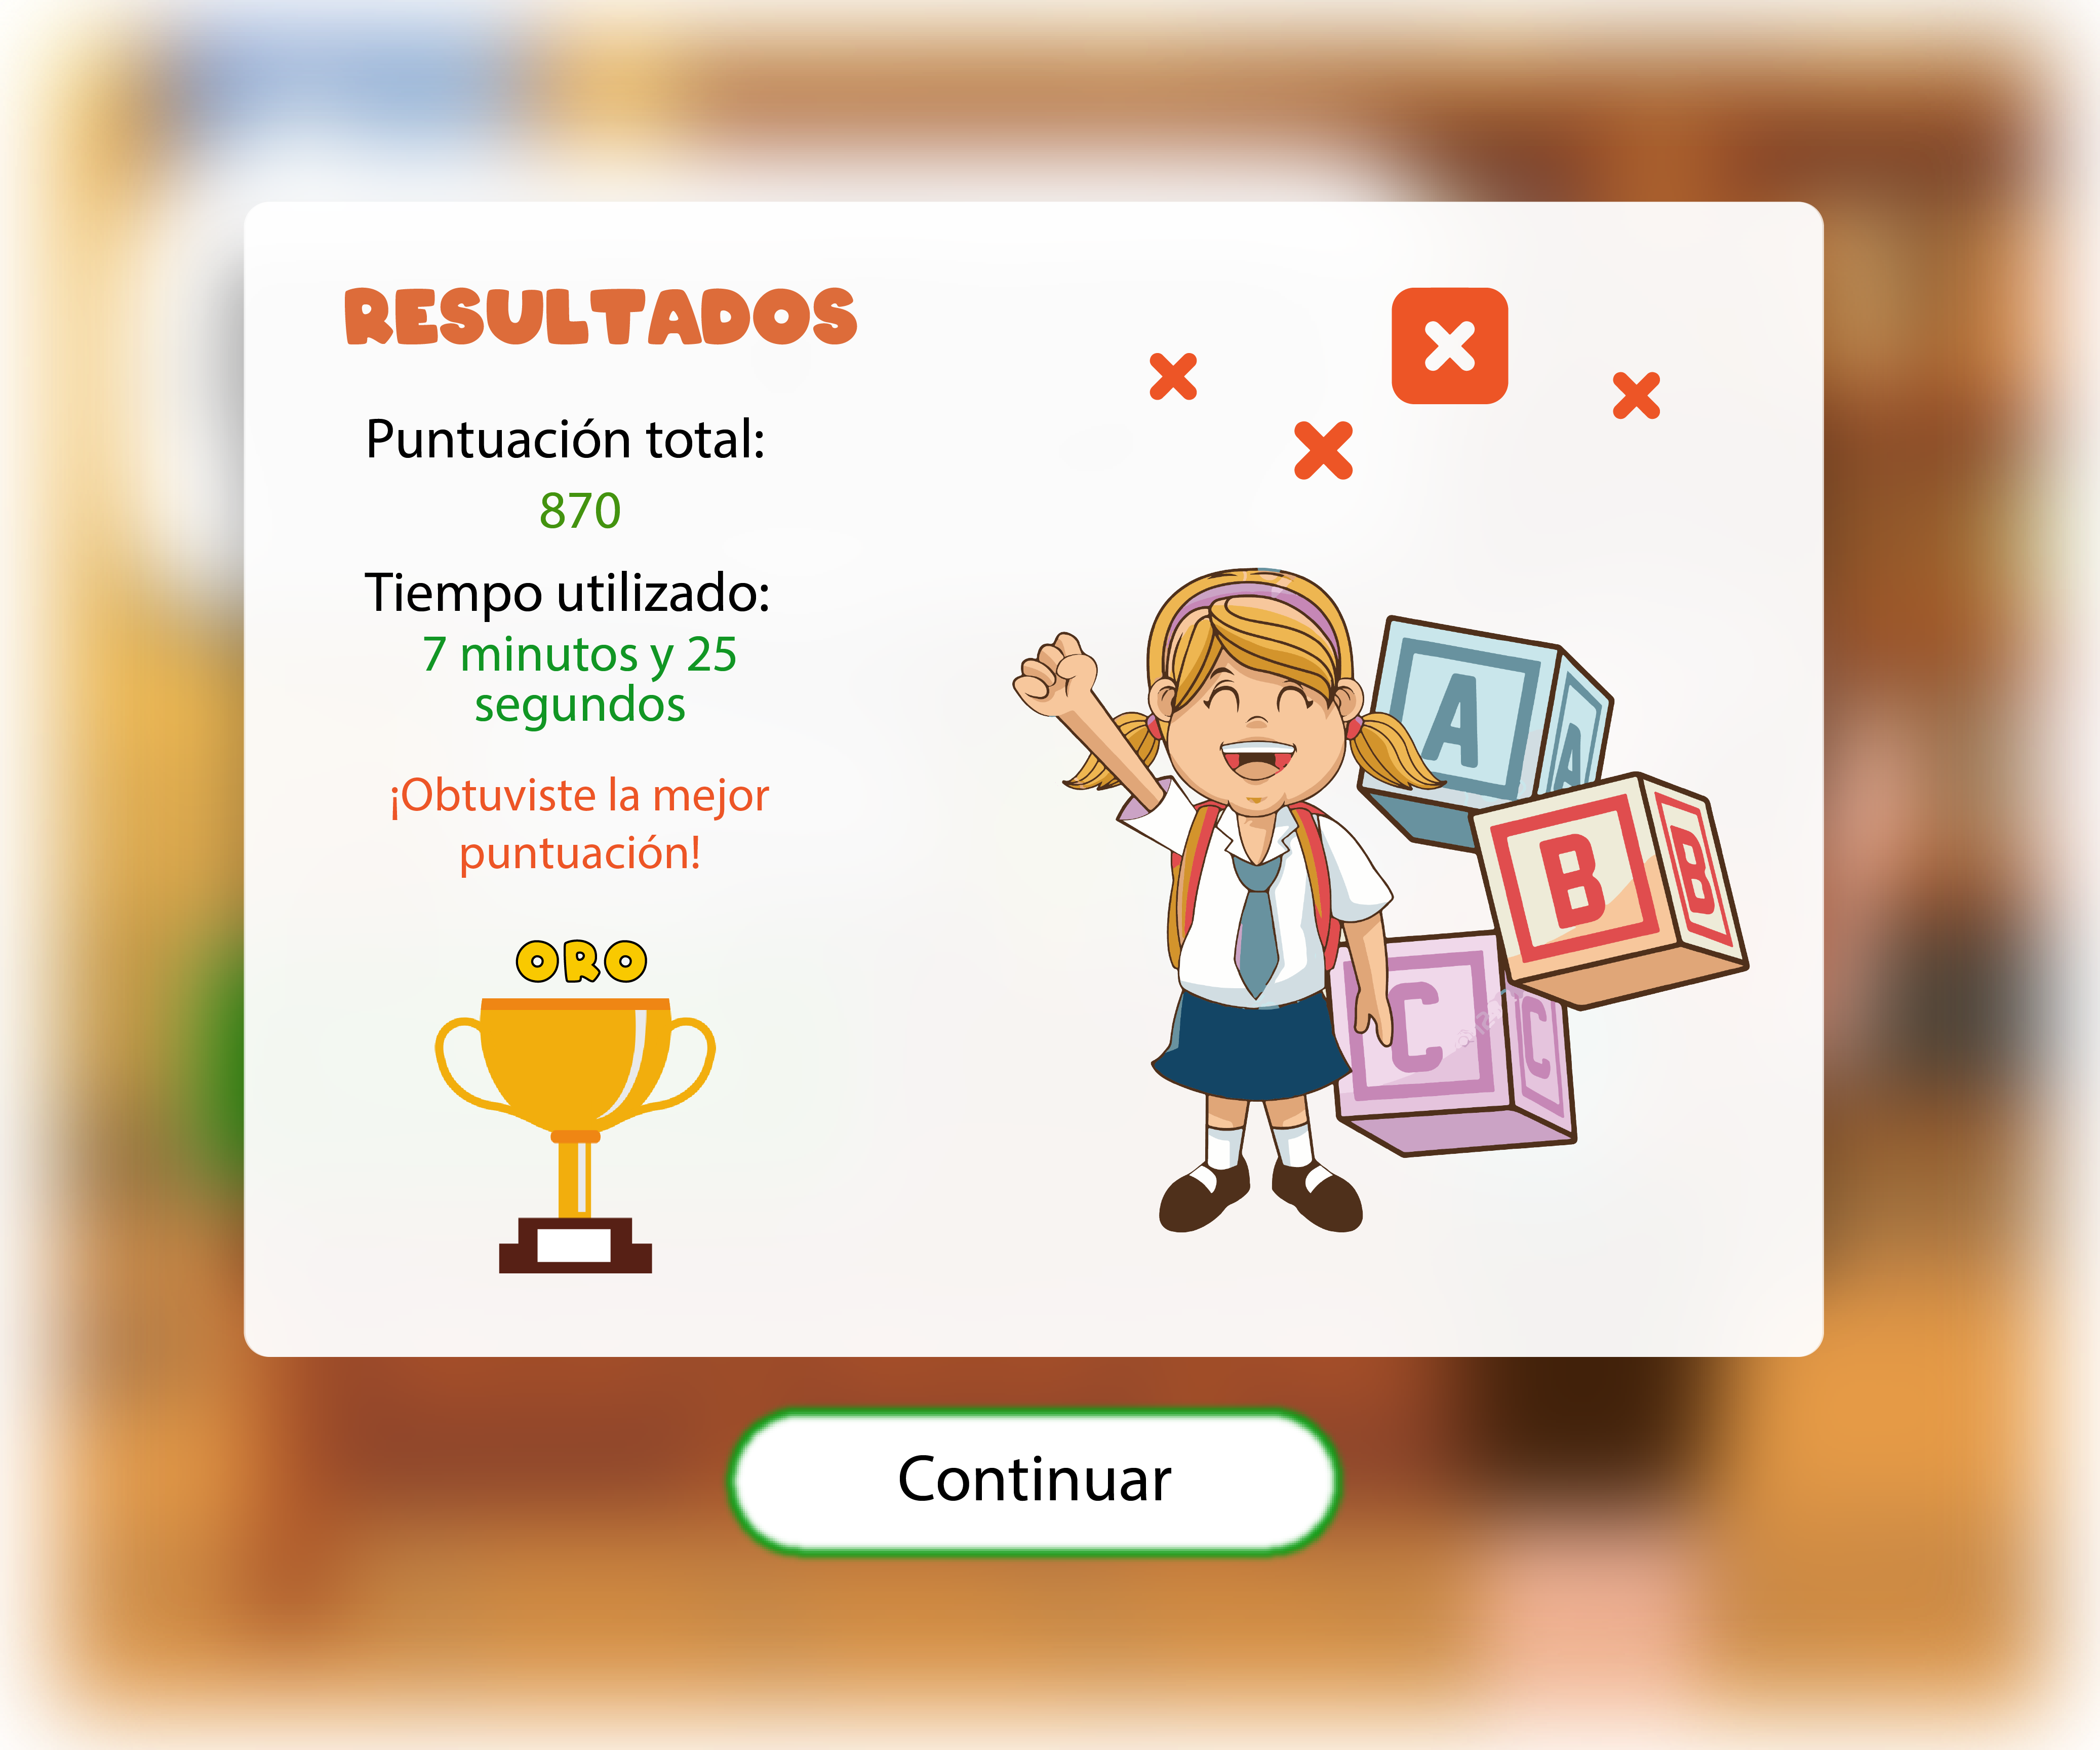 RESULTADOS
Puntuación total:
870
Tiempo utilizado:
7 minutos y 25
segundos
¡Obtuviste la mejor
puntuación!
ORO
A
A
B
B
C
C
Continuar